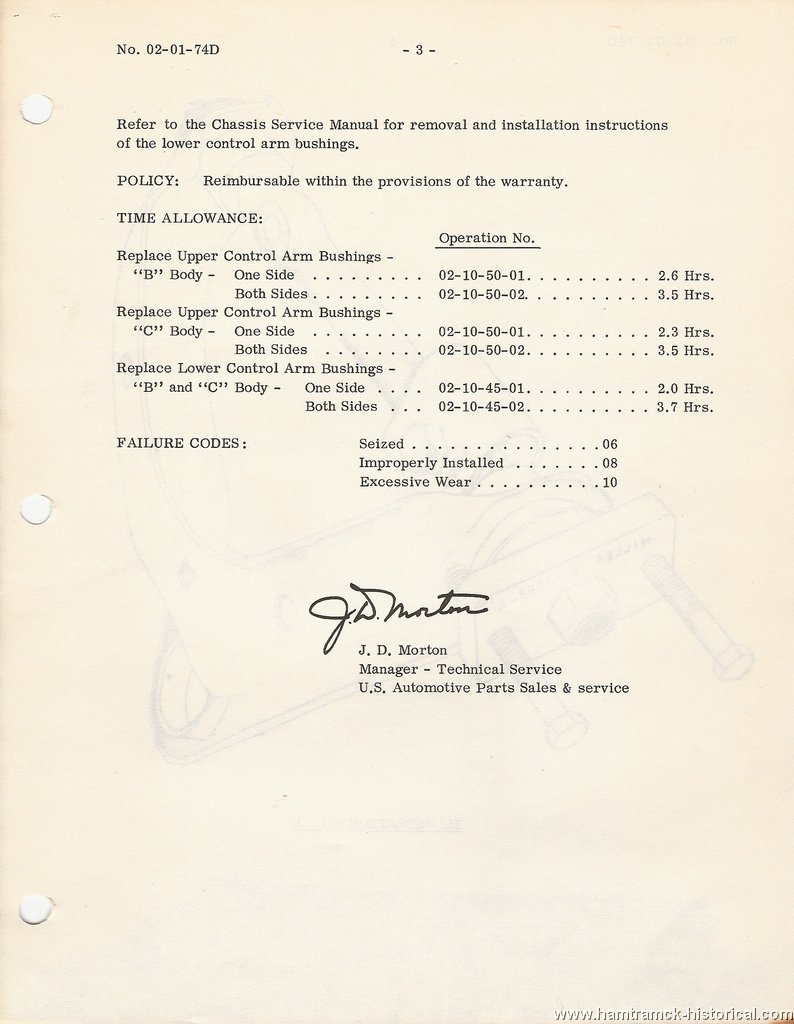 No. 02-01-74D - 3 -
Refer to the Chassis Service Manual for removal and installation instructions
of the lower control arm bushings.
POLICY: Reimbursable within the provisions of the warranty.
TIME ALLOWANCE:
Operation No.
Replace Upper Control Arm Bushings -
“B” Body - One Side . . . . . . . . . 02-10-50-01. . . . . . . . . . 2.6 Hrs.
Both Sides . . . . . . . . . 02-10-50-02. . . . . . . . . . 3.5 Hrs.
Replace Upper Control Arm Bushings -
“C” Body - One Side . . . . . . . . . 02-10-50-01. . . . . . . . . . 2.3 Hrs.
Both Sides . . . . . . . . 02-10-50-02. . . . . . . . . . 3.5 Hrs.
Replace Lower Control Arm Bushings -
“B” and “C” Body - One Side . . . . 02-10-45-01. . . . . . . . . . 2.0 Hrs.
Both Sides . . . 02-10-45-02. . . . . . . . . . 3.7 Hrs.
FAILURE CODES: Seized . . . . . . . . . . . . . . . 06
Improperly Installed . . . . . . . 08
Excessive Wear . . . . . . . . . . 10
J. D. Morton
J. D. Morton
Manager - Technical Service
U.S. Automotive Parts Sales & service
www.hamtramck-historical.com